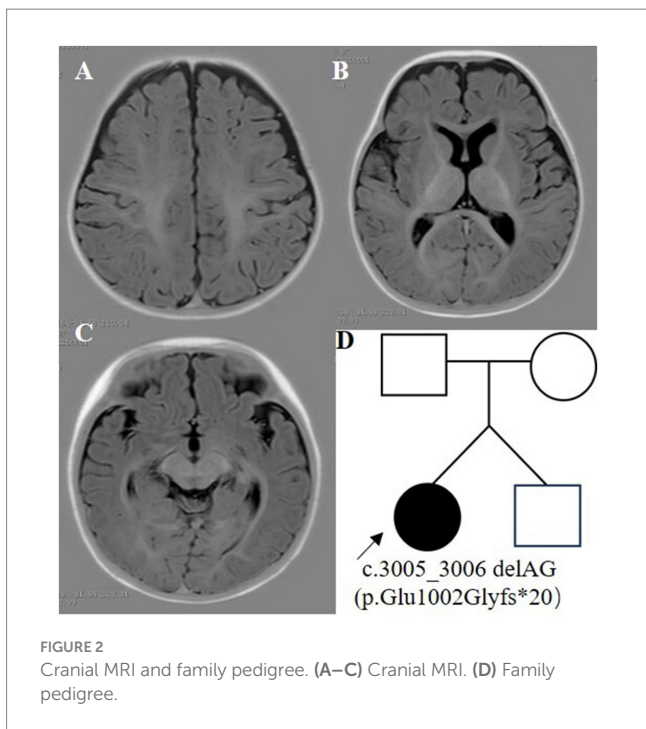 A
B
C
D
c.3005_3006 delAG
(p.Glu1002Glyfs*20)
FIGURE 2
Cranial MRI and family pedigree. (A–C) Cranial MRI. (D) Family
pedigree.